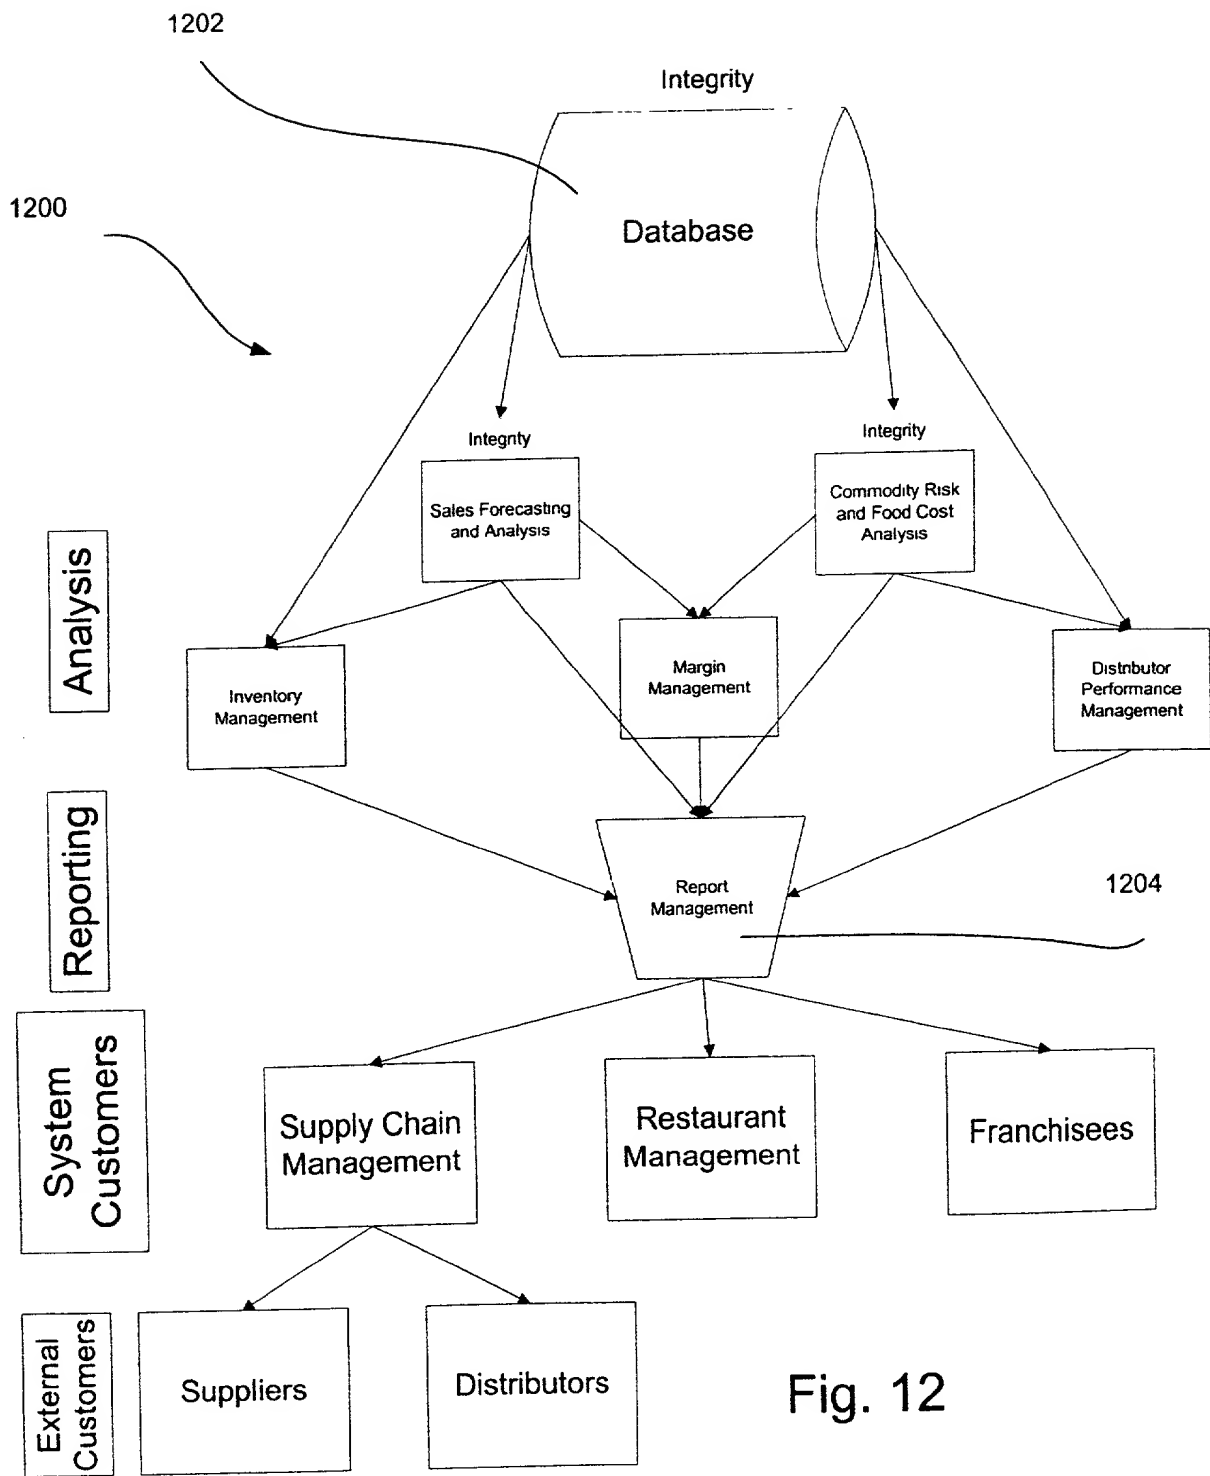 1202
Integrity
1200
Database
Integrity
Integrity
Sales Forecasting
and Analysis
Commodity Risk
and Food Cost
Analysis
Analysis
Inventory
Management
Margin
Management
Distributor
Performance
Management
Reporting
Report
Management
1204
System
Customers
Supply Chain
Management
Restaurant
Management
Franchisees
External
Customers
Suppliers
Distributors
Fig. 12